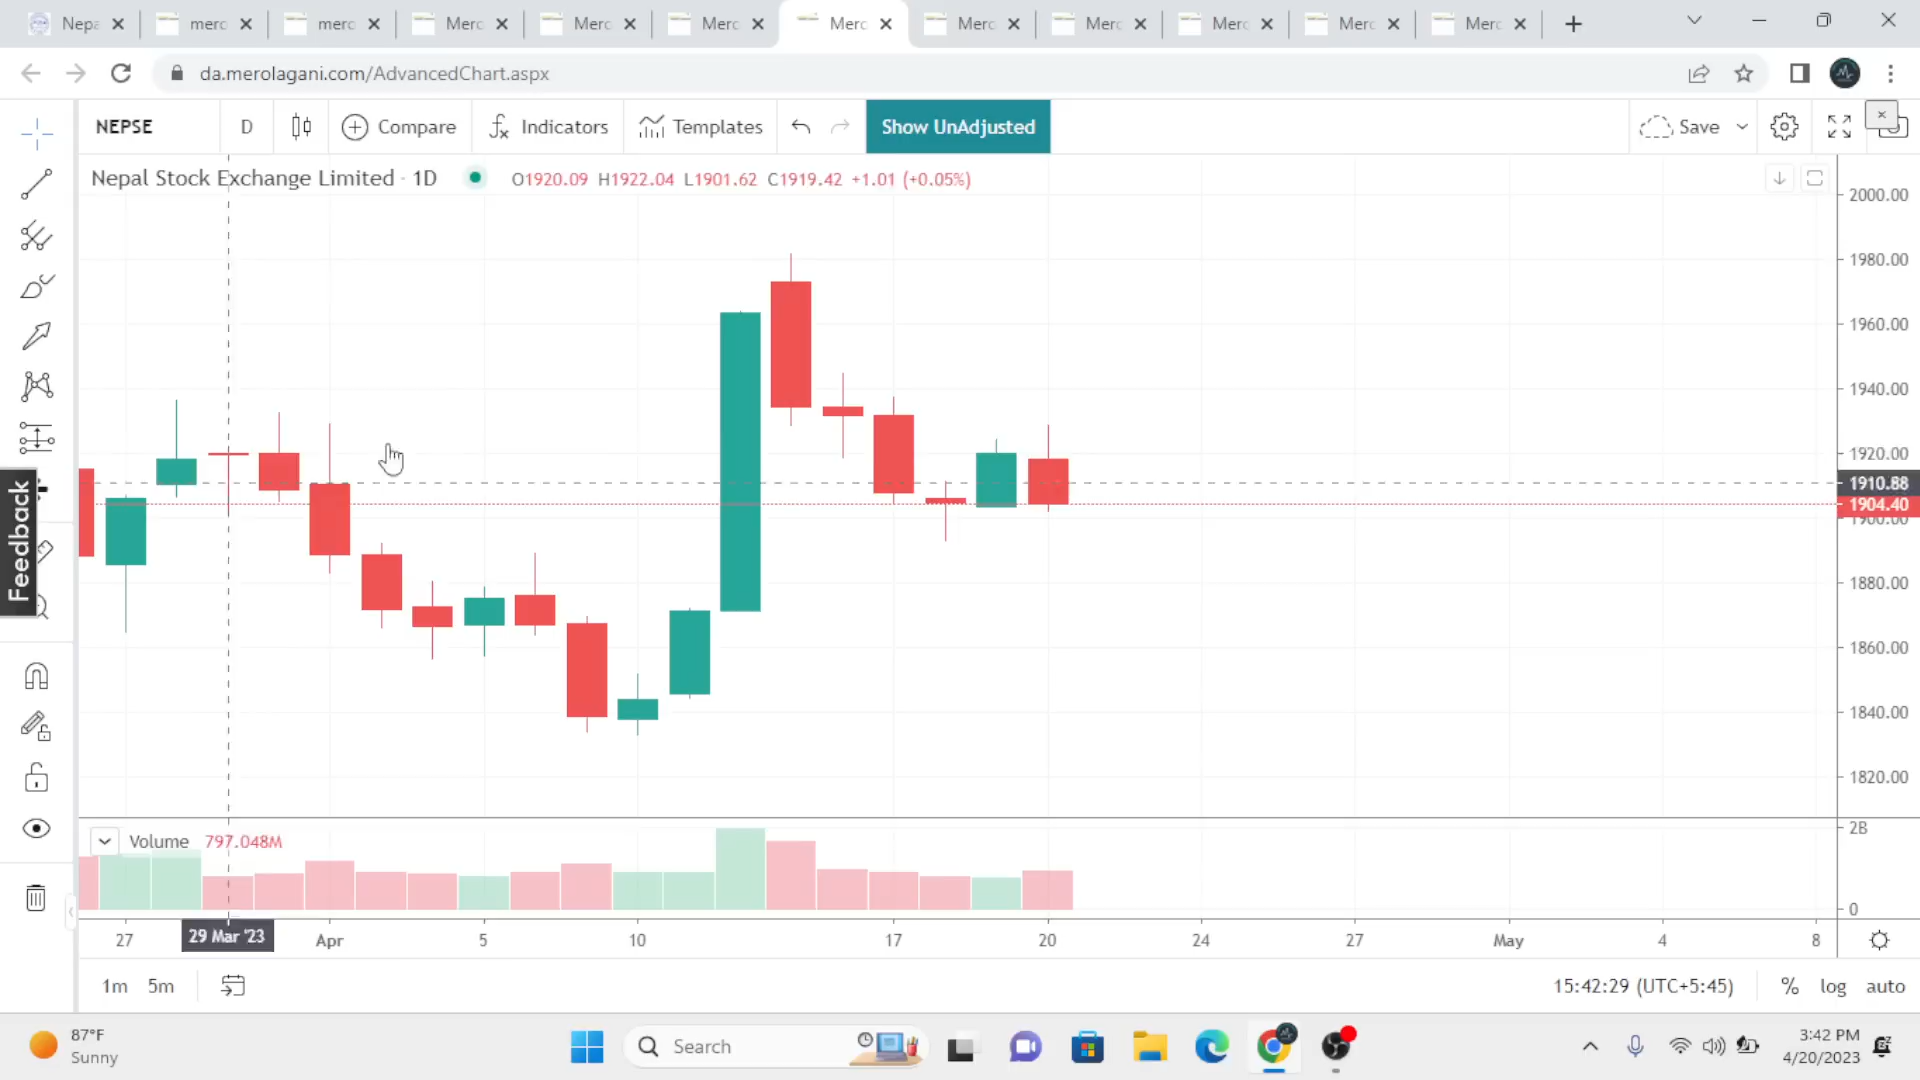 Nepa
merc
merc
Merc
Merc
Merc
Merc
Merc
Merc
Merc
Merc
Merc
da.merolagani.com/AdvancedChart.aspx
NEPSE
D
Compare
Indicators
Templates
Show UnAdjusted
Save
Nepal Stock Exchange Limited · 1D
O1920.09 H1922.04 L1901.62 C1919.42 +1.01 (+0.05%)
2000.00
1980.00
1960.00
1940.00
1920.00
1910.88
1904.40
1900.00
1880.00
1860.00
1840.00
1820.00
Feedback
Volume 797.048M
2B
0
27
29 Mar '23
Apr
5
10
17
20
24
27
May
4
8
1m
5m
15:42:29 (UTC+5:45)
%
log
auto
87°F
Sunny
Search
3:42 PM
4/20/2023